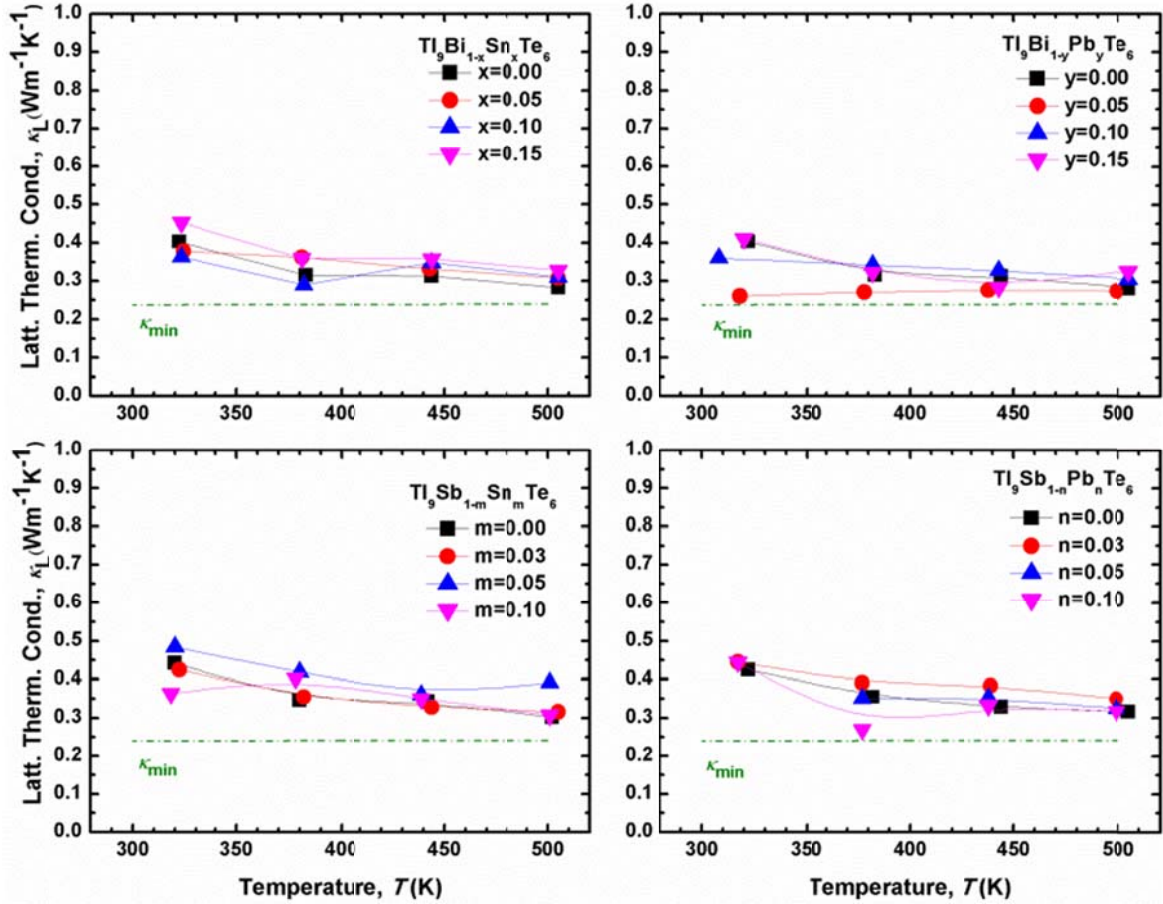 Latt. Therm. Cond., κL (Wm-1K-1)
1.0
0.9
0.8
0.7
0.6
0.5
0.4
0.3
0.2
0.1
0.0
Tl9Bi1-xSnxTe6
x=0.00
x=0.05
x=0.10
x=0.15
κmin
300
350
400
450
500
1.0
0.9
0.8
0.7
0.6
0.5
0.4
0.3
0.2
0.1
0.0
Tl9Bi1-yPbyTe6
y=0.00
y=0.05
y=0.10
y=0.15
κmin
300
350
400
450
500
Latt. Therm. Cond., κL (Wm-1K-1)
1.0
0.9
0.8
0.7
0.6
0.5
0.4
0.3
0.2
0.1
0.0
Tl9Sb1-mSnmTe6
m=0.00
m=0.03
m=0.05
m=0.10
κmin
300
350
400
450
500
Temperature, T(K)
1.0
0.9
0.8
0.7
0.6
0.5
0.4
0.3
0.2
0.1
0.0
Tl9Sb1-nPbnTe6
n=0.00
n=0.03
n=0.05
n=0.10
κmin
300
350
400
450
500
Temperature, T(K)